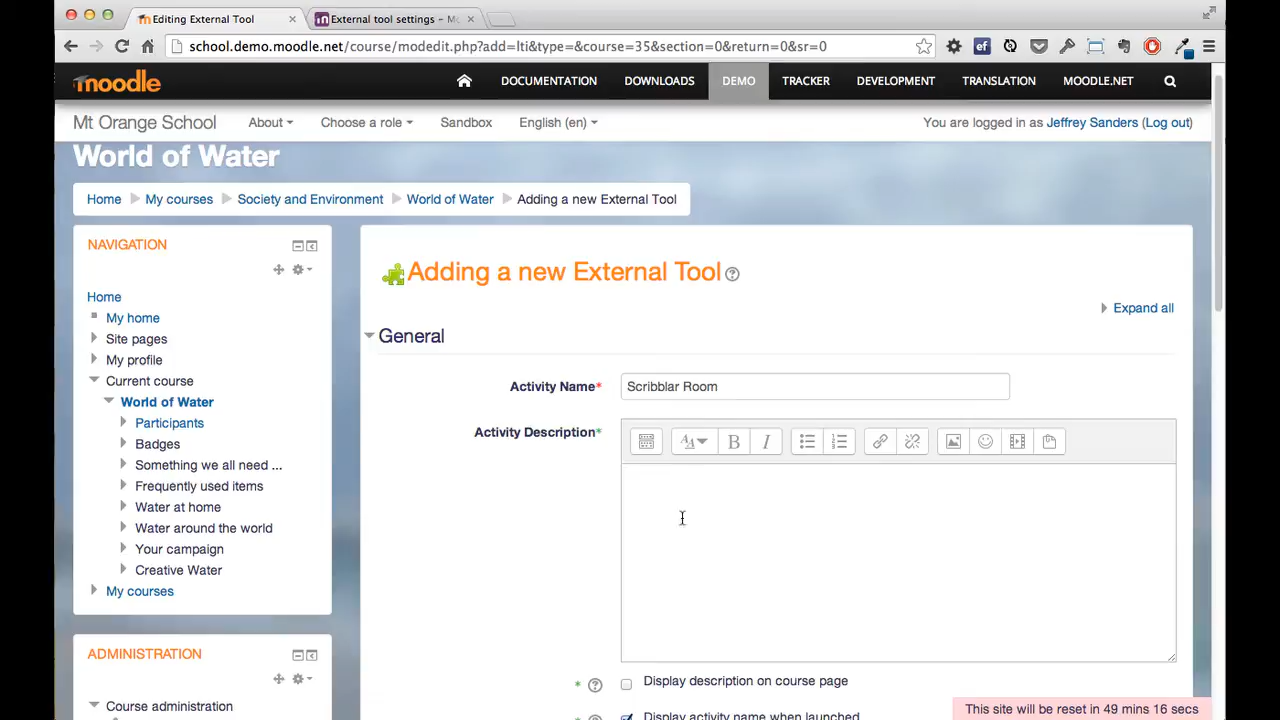 Editing External Tool
External tool settings – Mo
school.demo.moodle.net/course/modedit.php?add=lti&type=&course=35&section=0&return=0&sr=0
ef
moodle
DOCUMENTATION DOWNLOADS DEMO TRACKER DEVELOPMENT TRANSLATION MOODLE.NET
Mt Orange School About Choose a role Sandbox English (en) You are logged in as Jeffrey Sanders (Log out)
World of Water
Home My courses Society and Environment World of Water Adding a new External Tool
NAVIGATION
Home
My home
Site pages
My profile
Current course
World of Water
Participants
Badges
Something we all need ...
Frequently used items
Water at home
Water around the world
Your campaign
Creative Water
My courses
ADMINISTRATION
Course administration
Adding a new External Tool
Expand all
General
Activity Name* Scribblar Room
Activity Description*
Display description on course page
Display activity name when launched
This site will be reset in 49 mins 16 secs